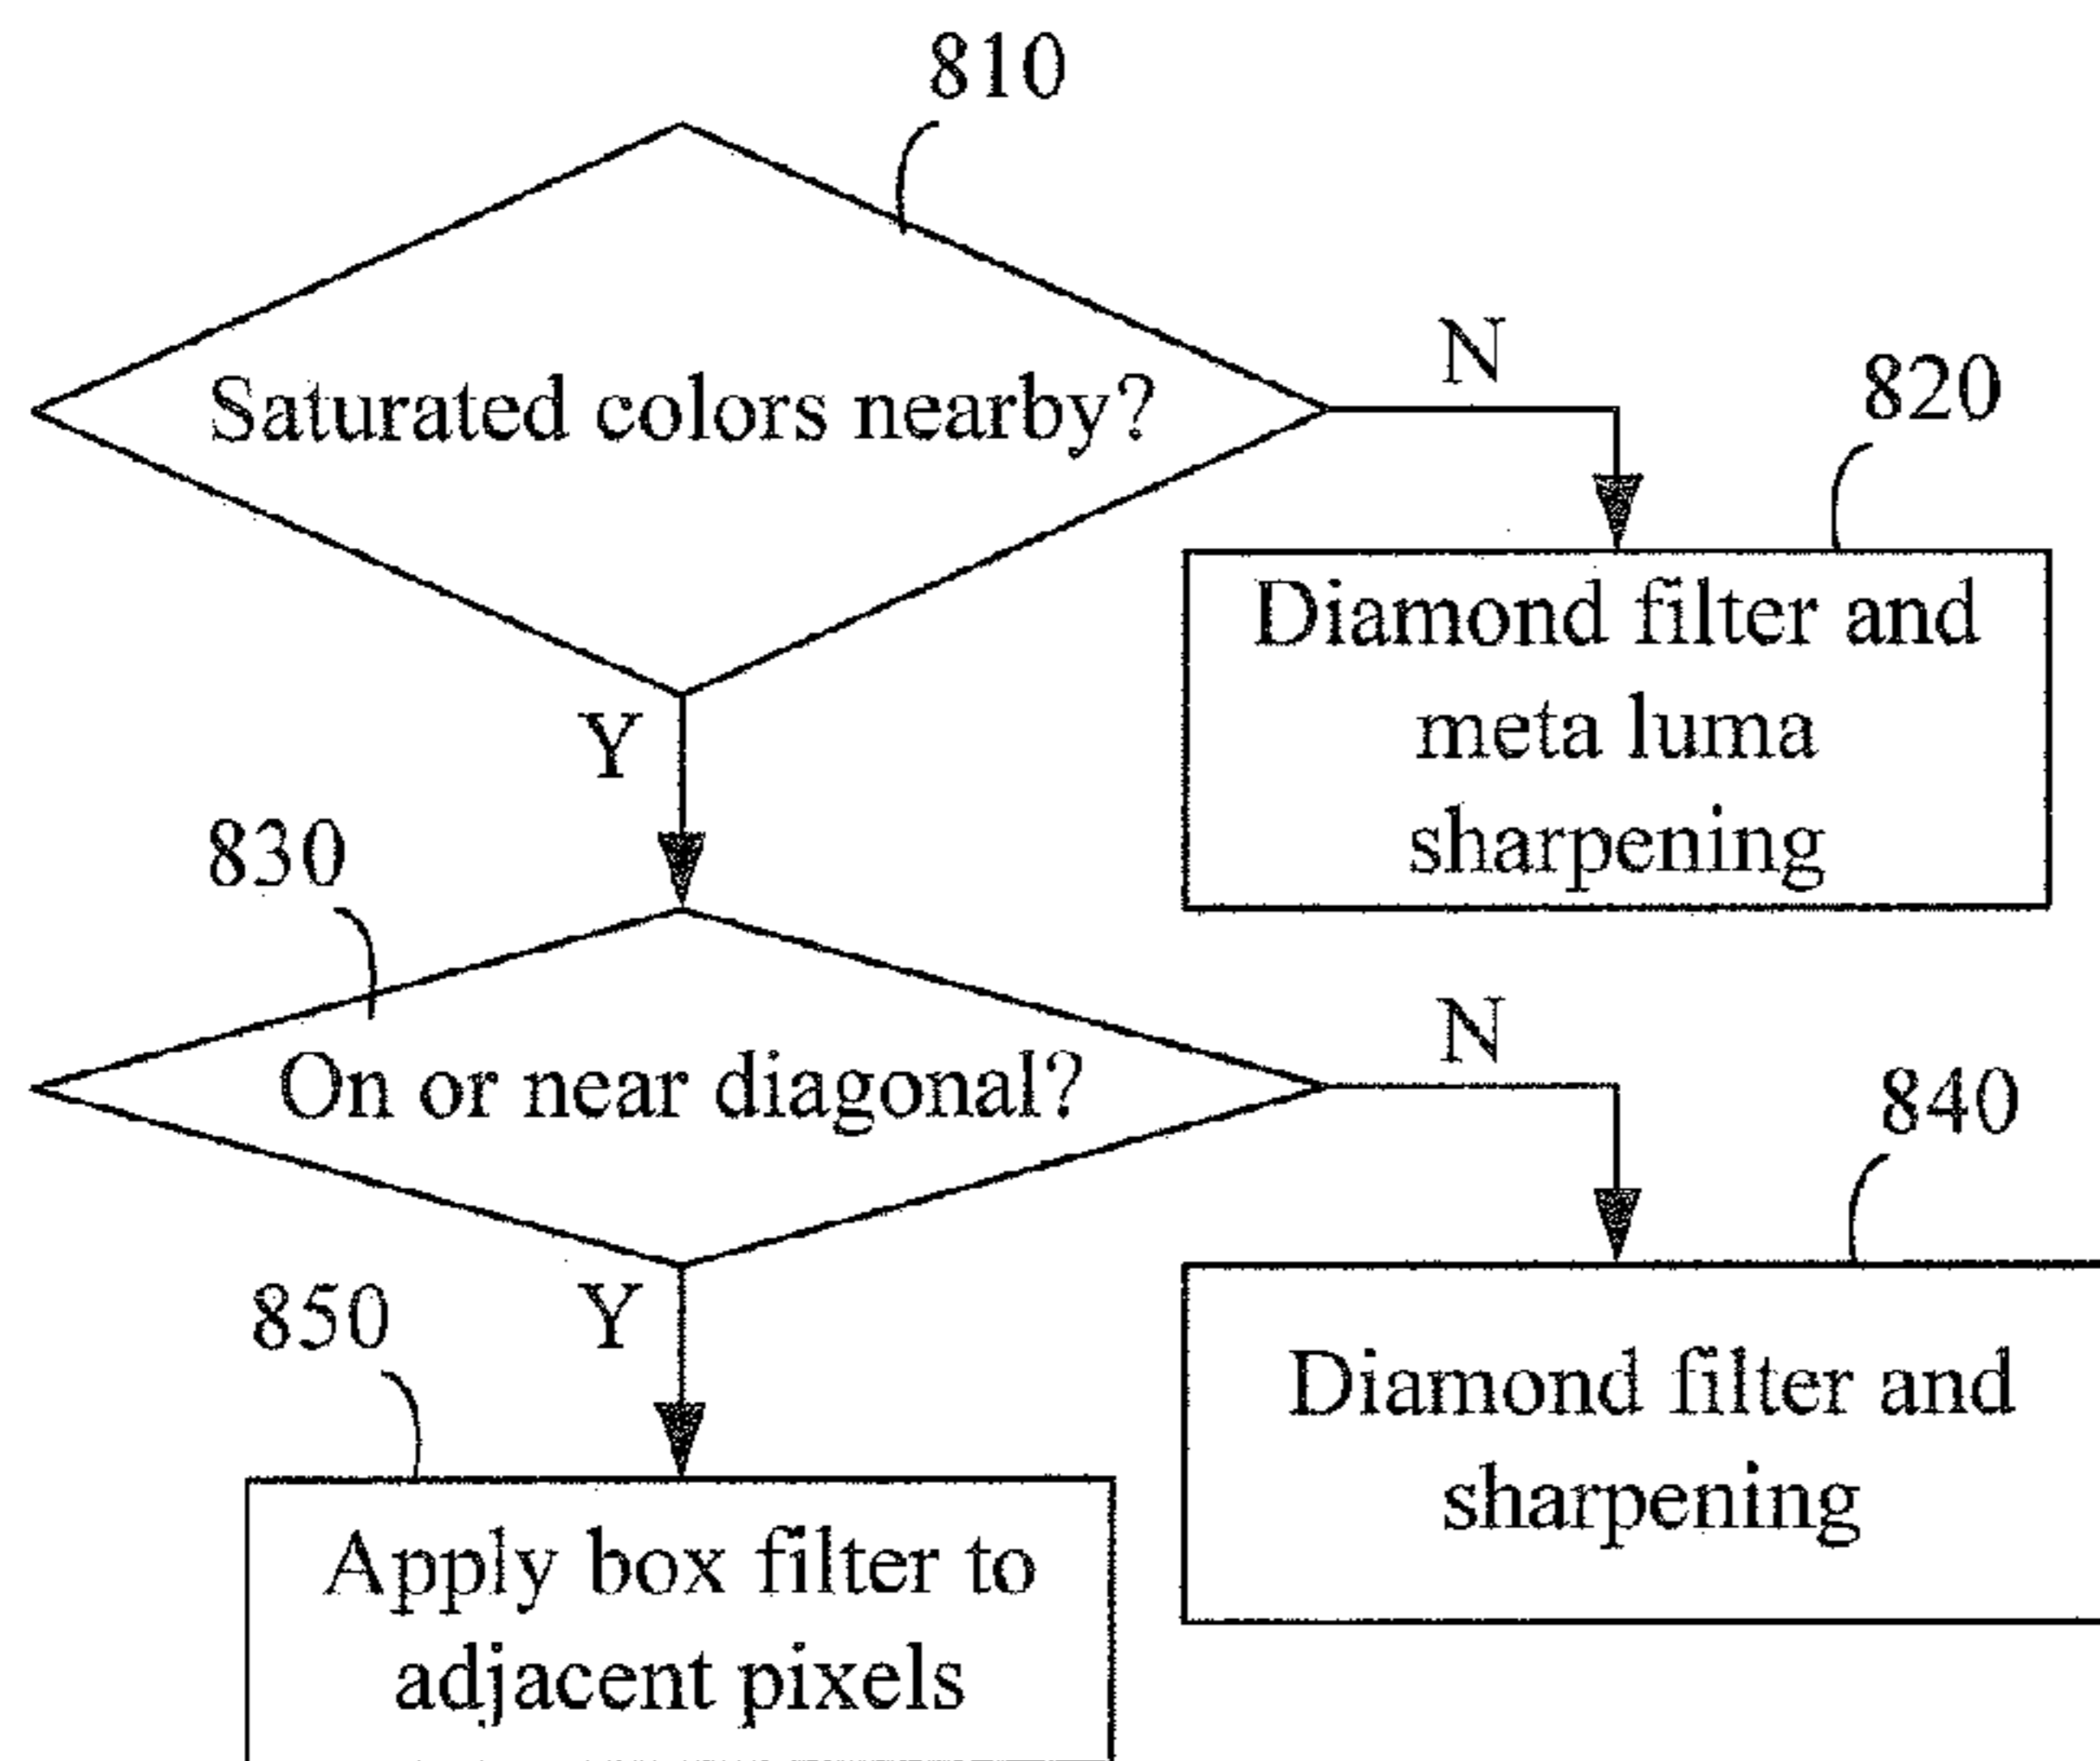 810
Saturated colors nearby?
N
820
Diamond filter and
meta luma
sharpening
Y
830
On or near diagonal?
N
840
Diamond filter and
sharpening
Y
850
Apply box filter to
adjacent pixels